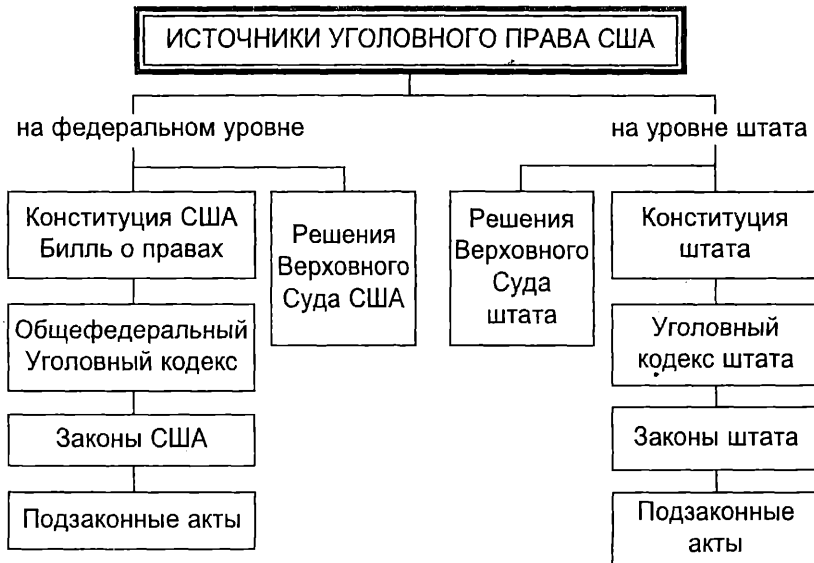 ИСТОЧНИКИ УГОЛОВНОГО ПРАВА США
на федеральном уровне
на уровне штата
Конституция США
Билль о правах
Решения
Верховного
Суда США
Решения
Верховного
Суда
штата
Конституция
штата
Общефедеральный
Уголовный кодекс
Уголовный
кодекс штата
Законы США
Законы штата
Подзаконные акты
Подзаконные
акты